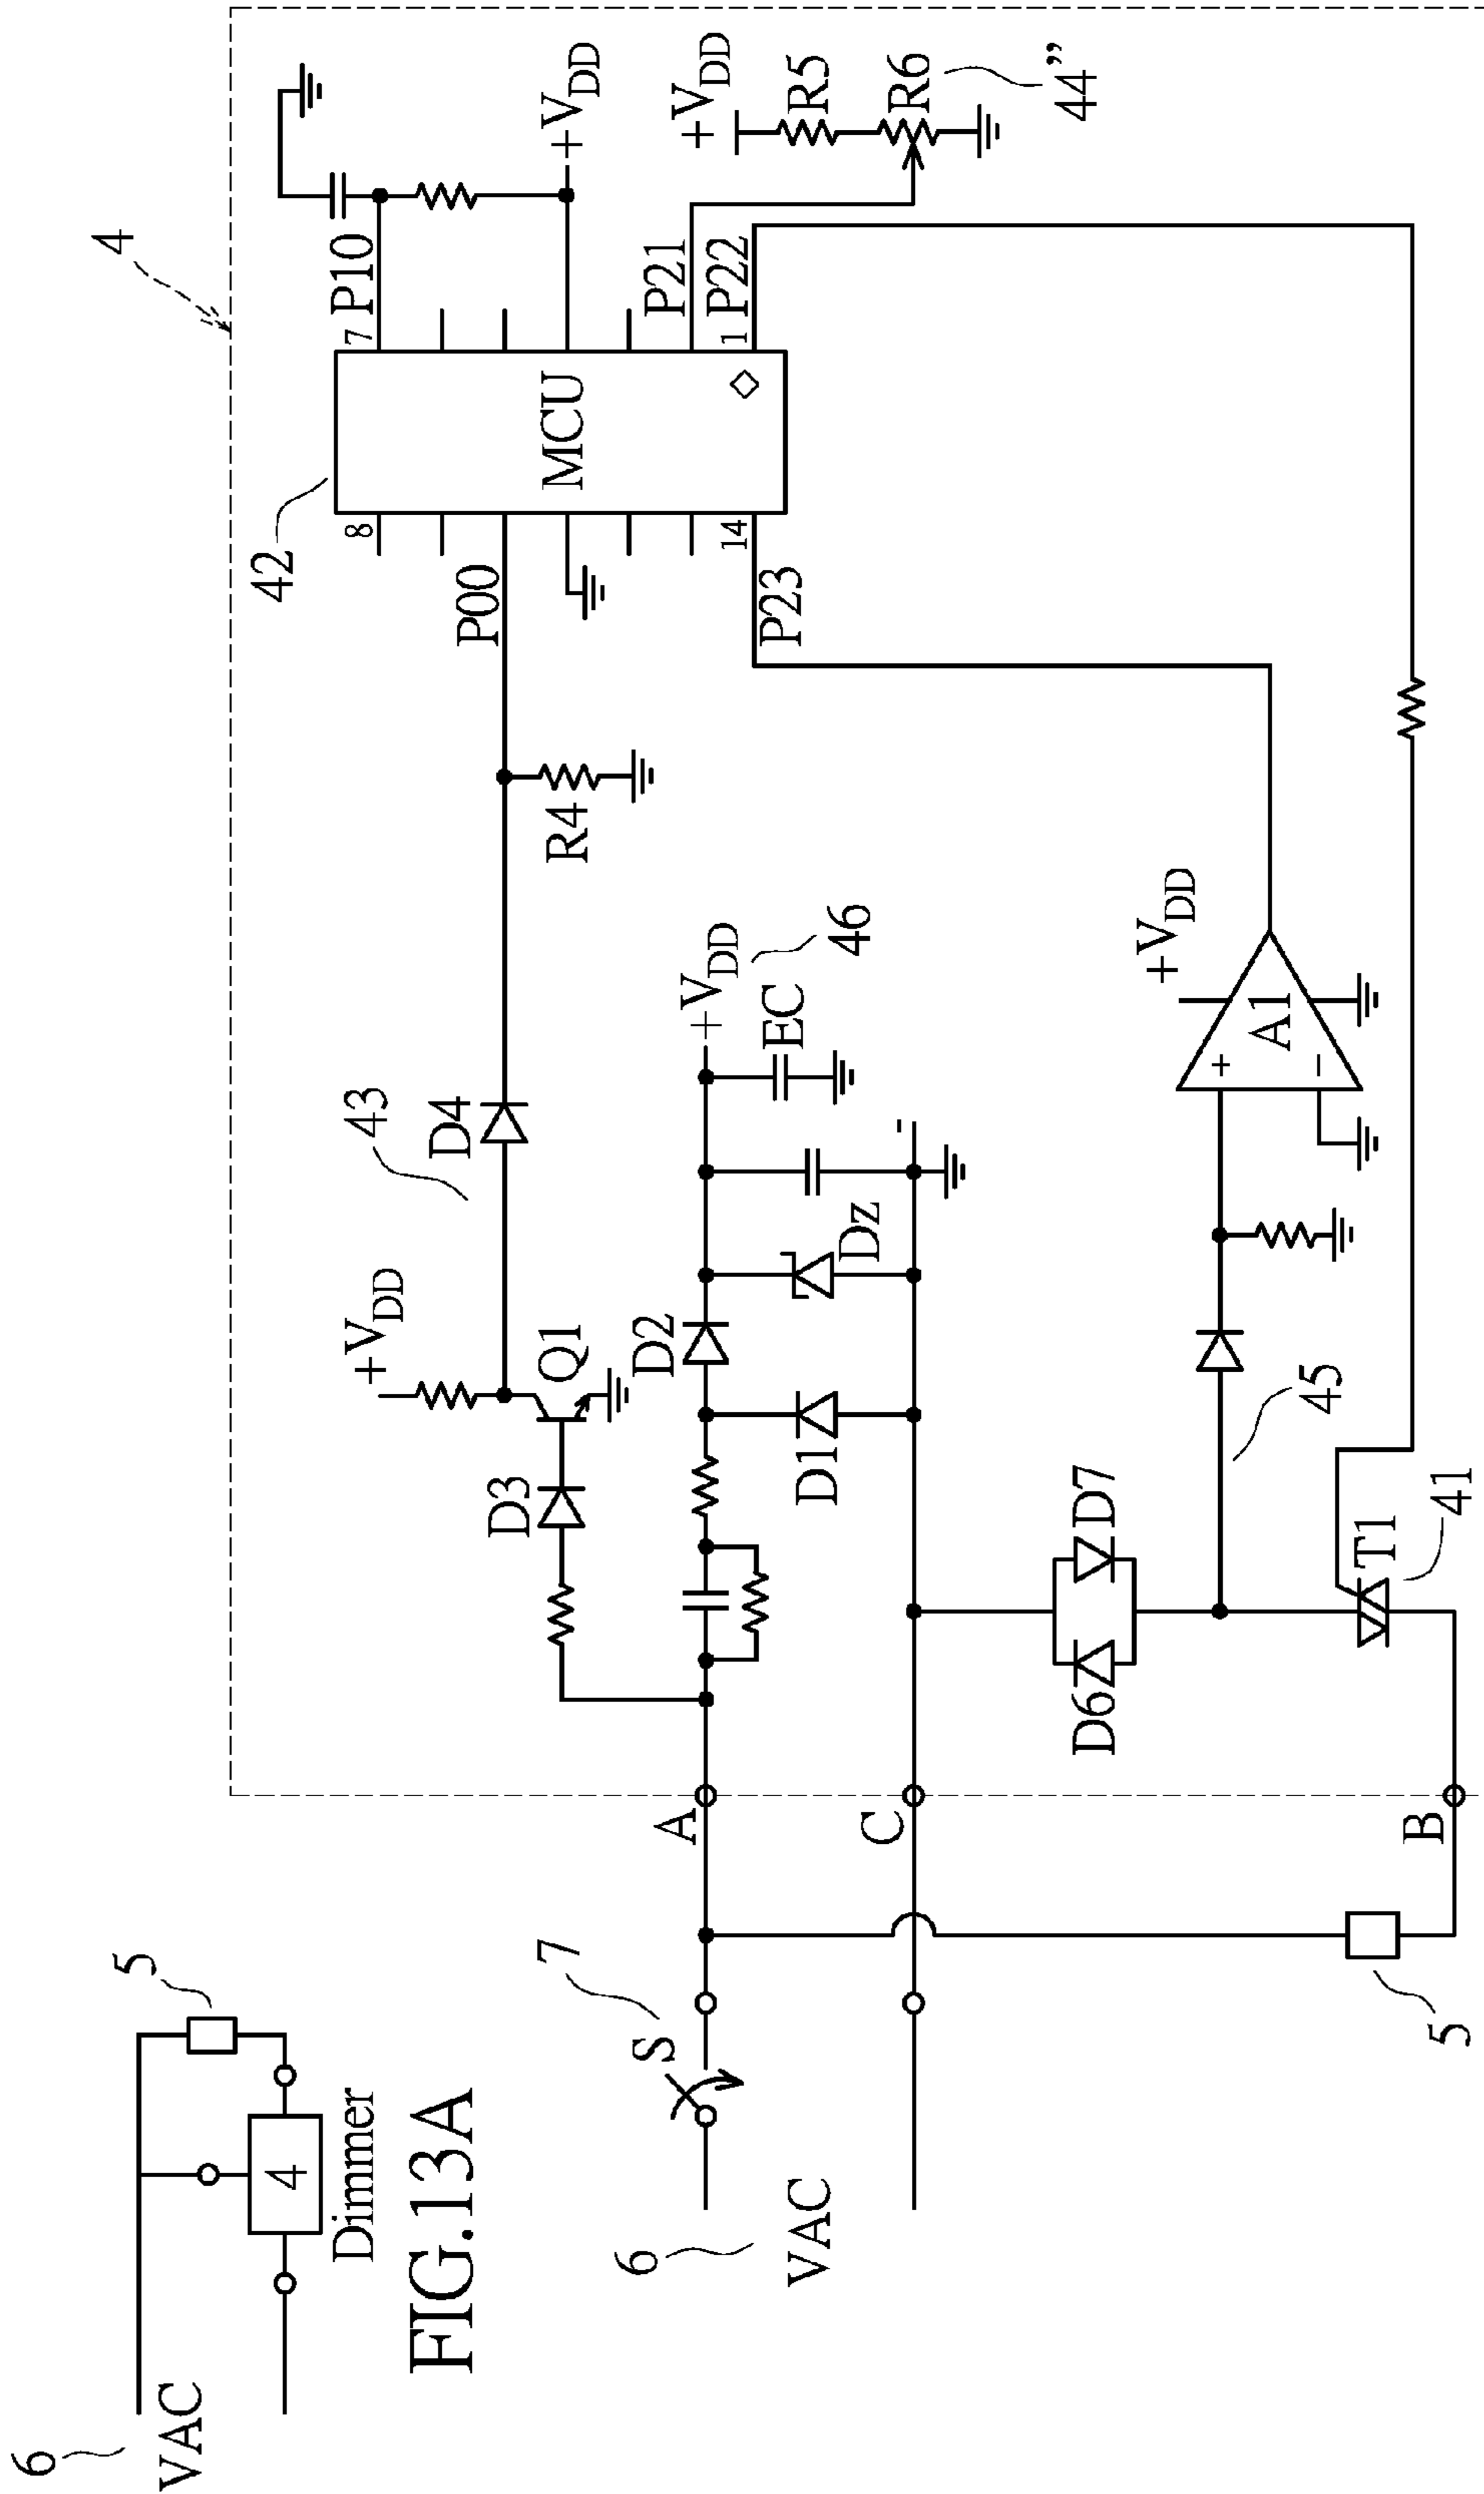 6
VAC
5
4
Dimmer
FIG.13A
4
42
P10
7
+VDD
8
MCU
P00
P21
+VDD
R5
R6
44”
P22
1
14
P23
43
D4
R4
+VDD
Q1
D3
+VDD
EC
46
D2
Dz
D1
-
7
S
A
6
VAC
C
D7
D6
+VDD
A1
+
-
45
T1
41
B
5